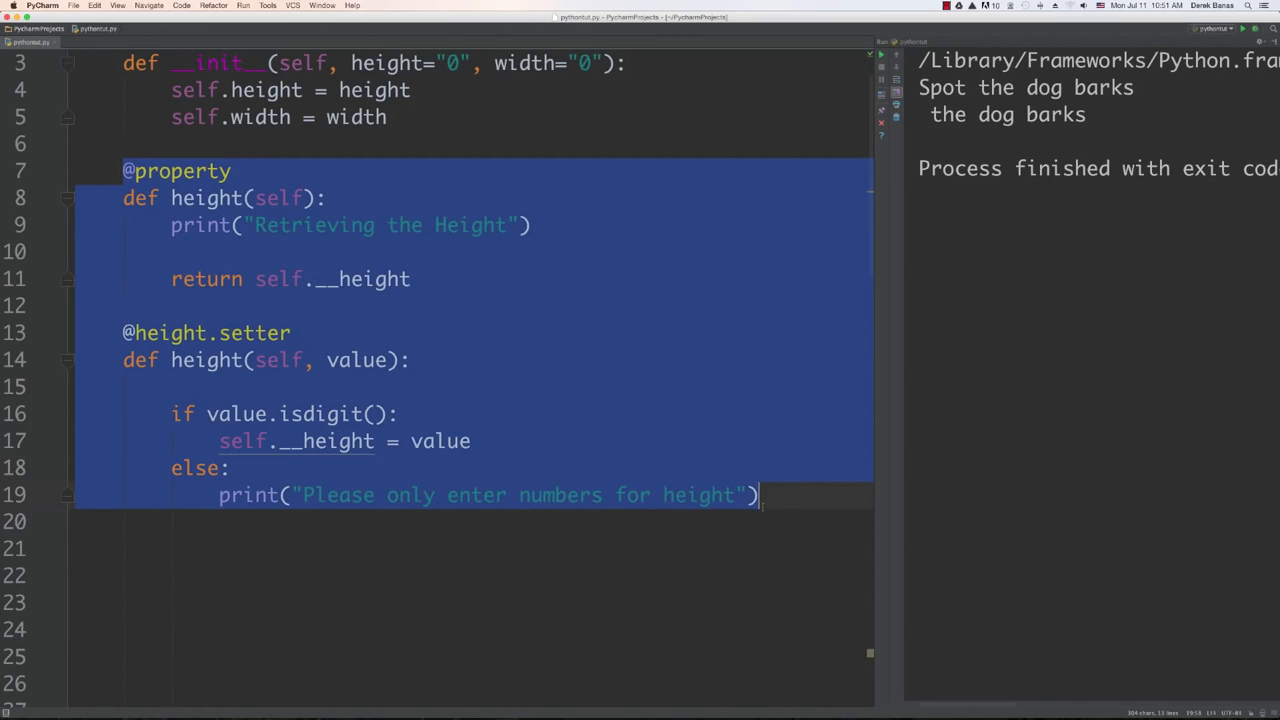 PyCharm File Edit View Navigate Code Refactor Run Tools VCS Window Help
10 Mon Jul 11 10:51 AM Derek Banas
pythontut.py - PycharmProjects - [~/PycharmProjects]
PycharmProjects pythontut.py
pythontut
pythontut.py
Run: pythontut
3 def __init__(self, height="0", width="0"):
4 self.height = height
5 self.width = width
6
7 @property
8 def height(self):
9 print("Retrieving the Height")
10
11 return self.__height
12
13 @height.setter
14 def height(self, value):
15
16 if value.isdigit():
17 self.__height = value
18 else:
19 print("Please only enter numbers for height")
20
21
22
23
24
25
26
27
/Library/Frameworks/Python.fra
Spot the dog barks
the dog barks
Process finished with exit cod
304 chars, 13 lines 19:58 LF≑ UTF-8≑